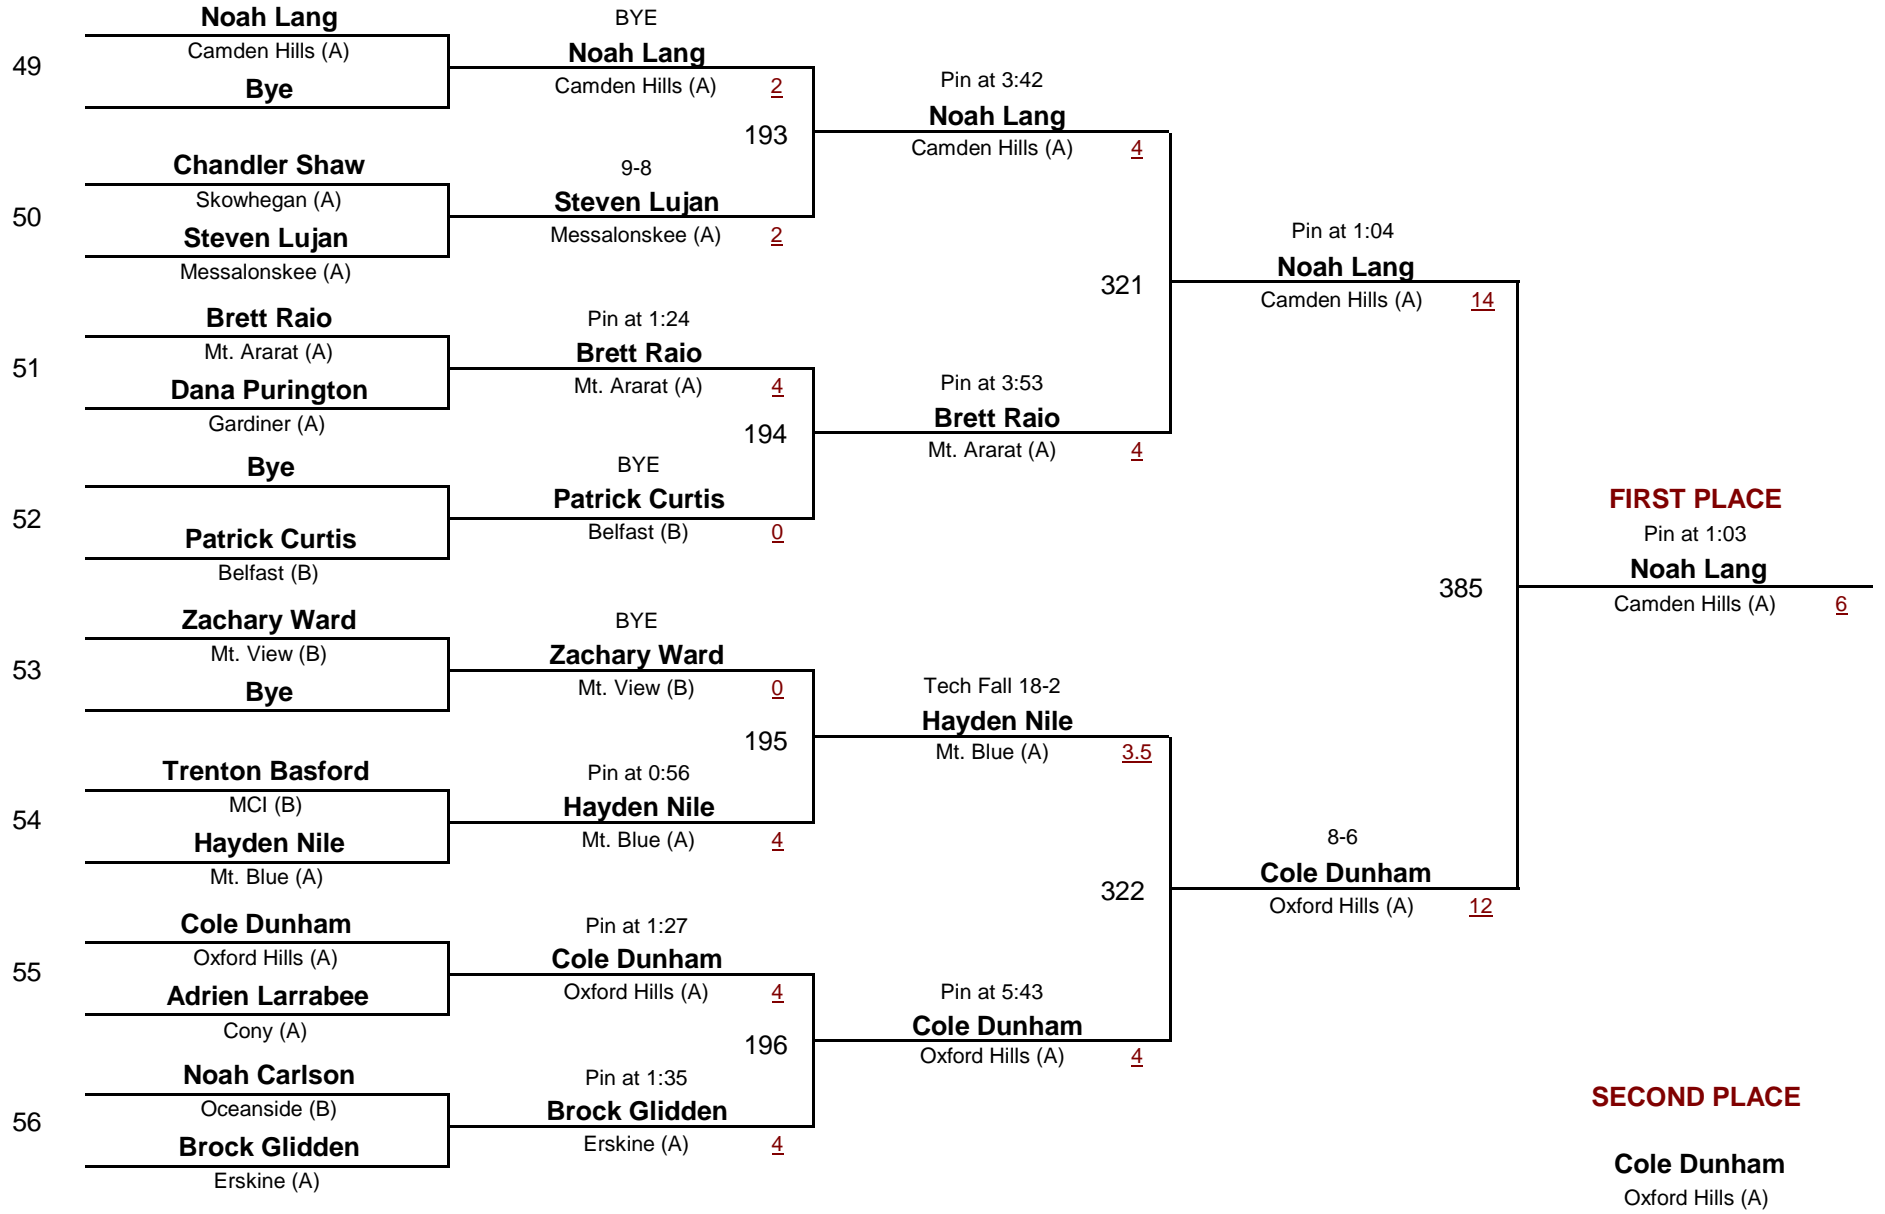 Noah Lang
Camden Hills (A)
49
Bye
Chandler Shaw
Skowhegan (A)
50
Steven Lujan
Messalonskee (A)
Brett Raio
Mt. Ararat (A)
51
Dana Purington
Gardiner (A)
Bye
52
Patrick Curtis
Belfast (B)
Zachary Ward
Mt. View (B)
53
Bye
Trenton Basford
MCI (B)
54
Hayden Nile
Mt. Blue (A)
Cole Dunham
Oxford Hills (A)
55
Adrien Larrabee
Cony (A)
Noah Carlson
Oceanside (B)
56
Brock Glidden
Erskine (A)
BYE
Noah Lang
Camden Hills (A) 2
193
9-8
Steven Lujan
Messalonskee (A) 2
Pin at 1:24
Brett Raio
Mt. Ararat (A) 4
194
BYE
Patrick Curtis
Belfast (B) 0
BYE
Zachary Ward
Mt. View (B) 0
195
Pin at 0:56
Hayden Nile
Mt. Blue (A) 4
Pin at 1:27
Cole Dunham
Oxford Hills (A) 4
196
Pin at 1:35
Brock Glidden
Erskine (A) 4
Pin at 3:42
Noah Lang
Camden Hills (A) 4
321
Pin at 3:53
Brett Raio
Mt. Ararat (A) 4
Tech Fall 18-2
Hayden Nile
Mt. Blue (A) 3.5
322
Pin at 5:43
Cole Dunham
Oxford Hills (A) 4
Pin at 1:04
Noah Lang
Camden Hills (A) 14
385
8-6
Cole Dunham
Oxford Hills (A) 12
FIRST PLACE
Pin at 1:03
Noah Lang
Camden Hills (A) 6
SECOND PLACE
Cole Dunham
Oxford Hills (A)